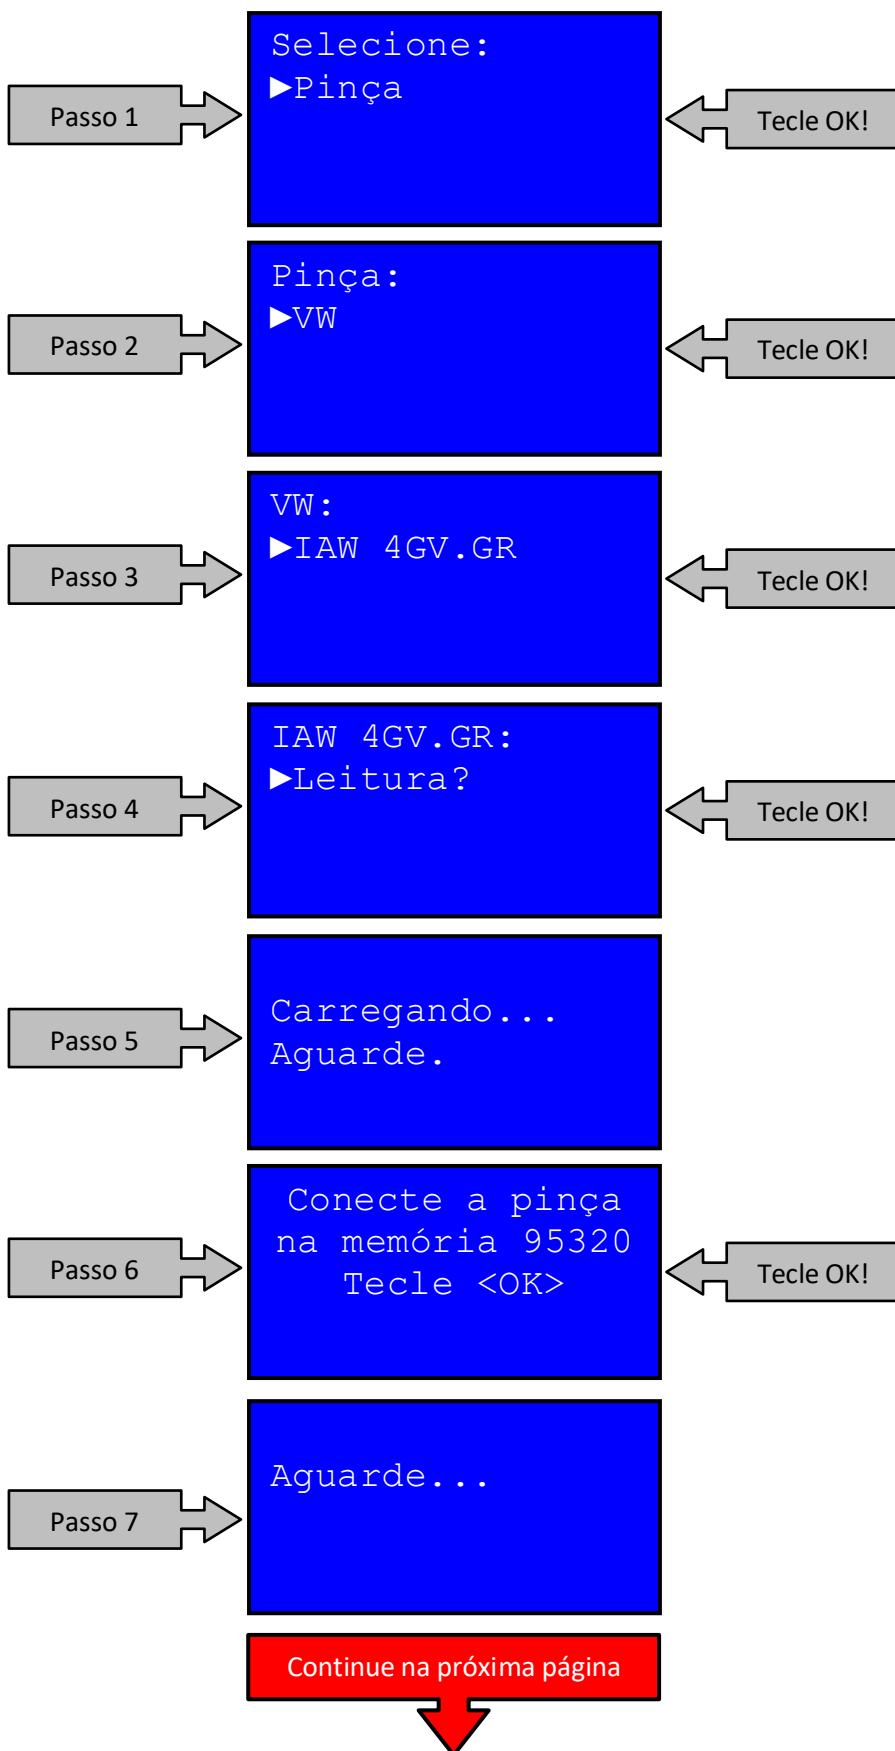 Selecione:
►Pinça
Passo 1
Tecle OK!
Pinça:
►VW
Passo 2
Tecle OK!
VW:
►IAW 4GV.GR
Passo 3
Tecle OK!
IAW 4GV.GR:
►Leitura?
Passo 4
Tecle OK!
Carregando...
Aguarde.
Passo 5
Conecte a pinça
na memória 95320
Tecle <OK>
Passo 6
Tecle OK!
Aguarde...
Passo 7
Continue na próxima página